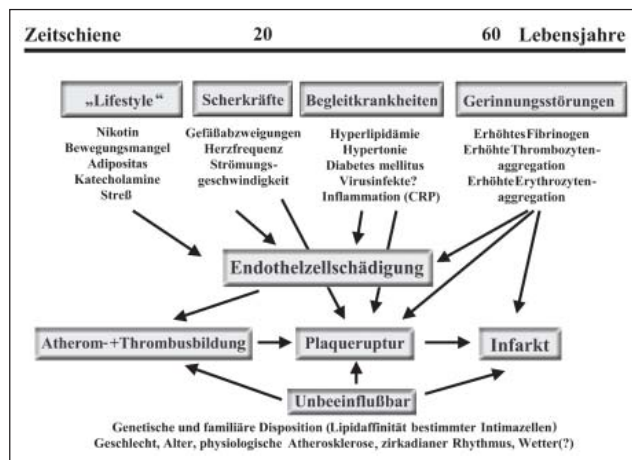 Zeitschiene 20 60 Lebensjahre
„Lifestyle“ Scherkräfte Begleitkrankheiten Gerinnungsstörungen
Nikotin
Bewegungsmangel
Adipositas
Katecholamine
Streß
Gefäßabzweigungen
Herzfrequenz
Strömungs-
geschwindigkeit
Hyperlipidämie
Hypertonie
Diabetes mellitus
Virusinfekte?
Inflammation (CRP)
Erhöhtes Fibrinogen
Erhöhte Thrombozyten-
aggregation
Erhöhte Erythrozyten-
aggregation
Endothelzellschädigung
Atherom-+Thrombusbildung Plaqueruptur Infarkt
Unbeeinflußbar
Genetische und familiäre Disposition (Lipidaffinität bestimmter Intimazellen)
Geschlecht, Alter, physiologische Atherosklerose, zirkadianer Rhythmus, Wetter(?)